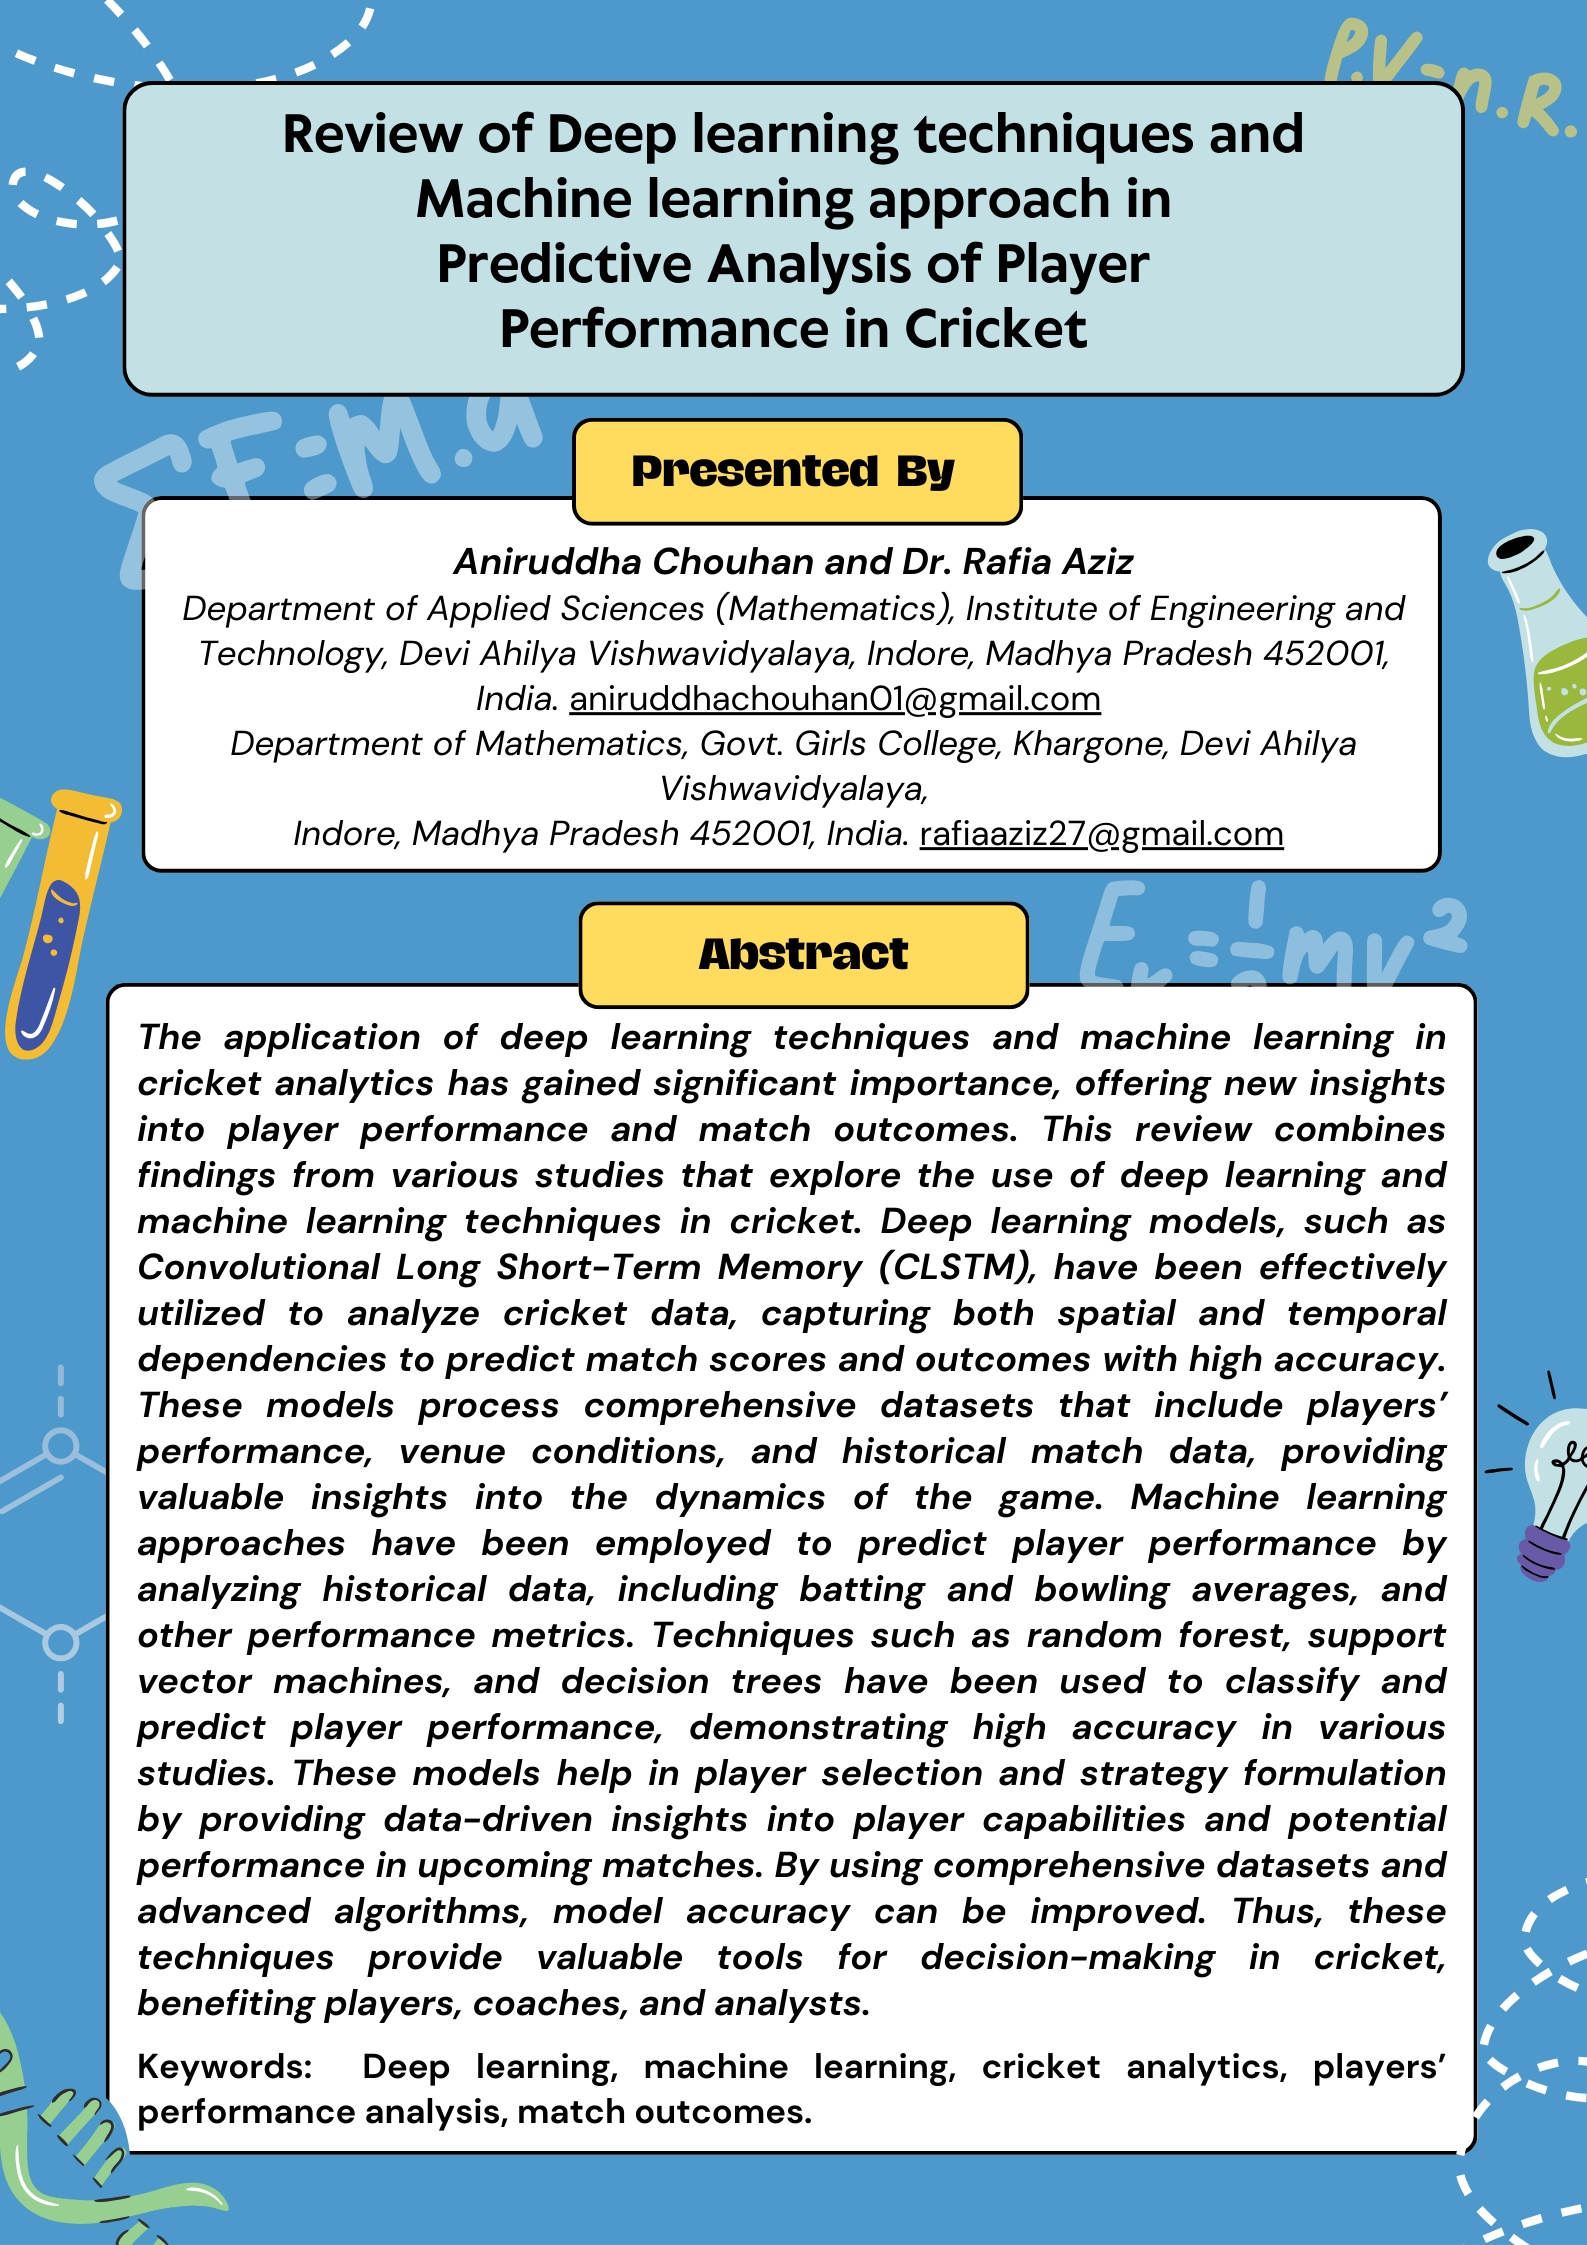 P.V=n.R.
Review of Deep learning techniques and
Machine learning approach in
Predictive Analysis of Player
Performance in Cricket
ΣF=M.a
Presented By
Aniruddha Chouhan and Dr. Rafia Aziz
Department of Applied Sciences (Mathematics), Institute of Engineering and
Technology, Devi Ahilya Vishwavidyalaya, Indore, Madhya Pradesh 452001,
India. aniruddhachouhan01@gmail.com
Department of Mathematics, Govt. Girls College, Khargone, Devi Ahilya
Vishwavidyalaya,
Indore, Madhya Pradesh 452001, India. rafiaaziz27@gmail.com
Abstract
The application of deep learning techniques and machine learning in
cricket analytics has gained significant importance, offering new insights
into player performance and match outcomes. This review combines
findings from various studies that explore the use of deep learning and
machine learning techniques in cricket. Deep learning models, such as
Convolutional Long Short-Term Memory (CLSTM), have been effectively
utilized to analyze cricket data, capturing both spatial and temporal
dependencies to predict match scores and outcomes with high accuracy.
These models process comprehensive datasets that include players’
performance, venue conditions, and historical match data, providing
valuable insights into the dynamics of the game. Machine learning
approaches have been employed to predict player performance by
analyzing historical data, including batting and bowling averages, and
other performance metrics. Techniques such as random forest, support
vector machines, and decision trees have been used to classify and
predict player performance, demonstrating high accuracy in various
studies. These models help in player selection and strategy formulation
by providing data-driven insights into player capabilities and potential
performance in upcoming matches. By using comprehensive datasets and
advanced algorithms, model accuracy can be improved. Thus, these
techniques provide valuable tools for decision-making in cricket,
benefiting players, coaches, and analysts.
Keywords: Deep learning, machine learning, cricket analytics, players’
performance analysis, match outcomes.